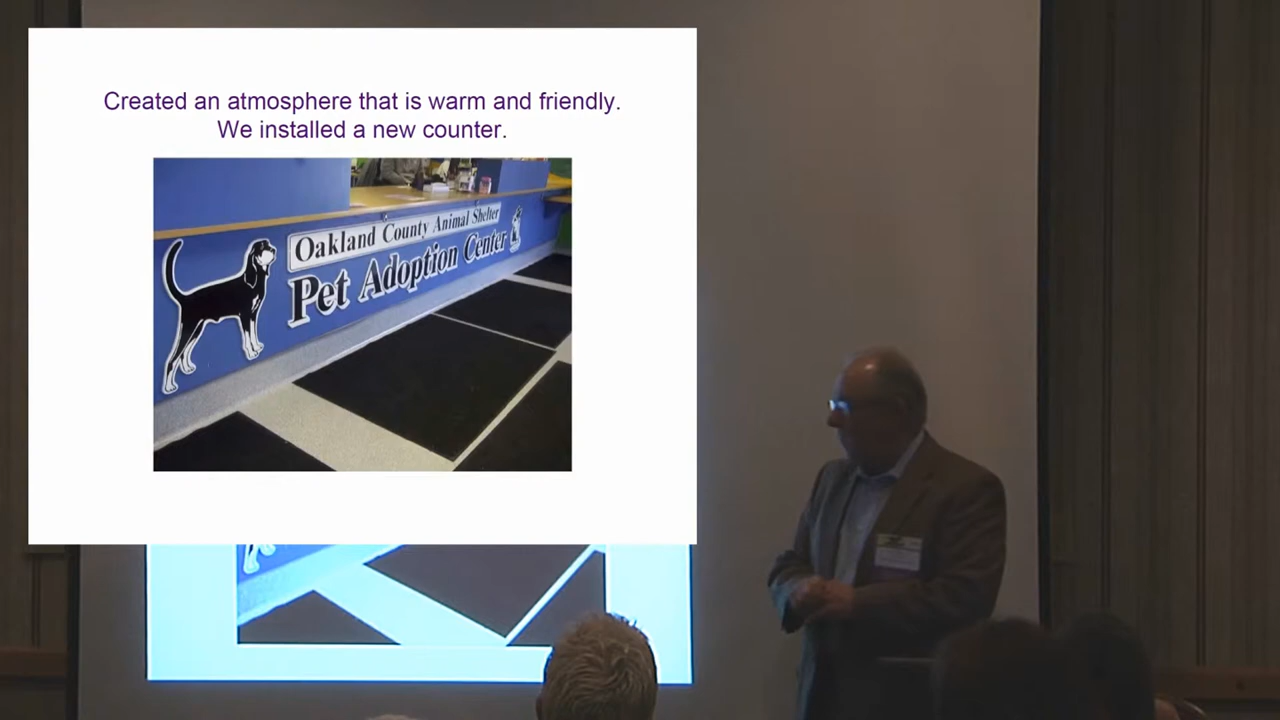 Created an atmosphere that is warm and friendly.
We installed a new counter.
Oakland County Animal Shelter
Pet Adoption Center